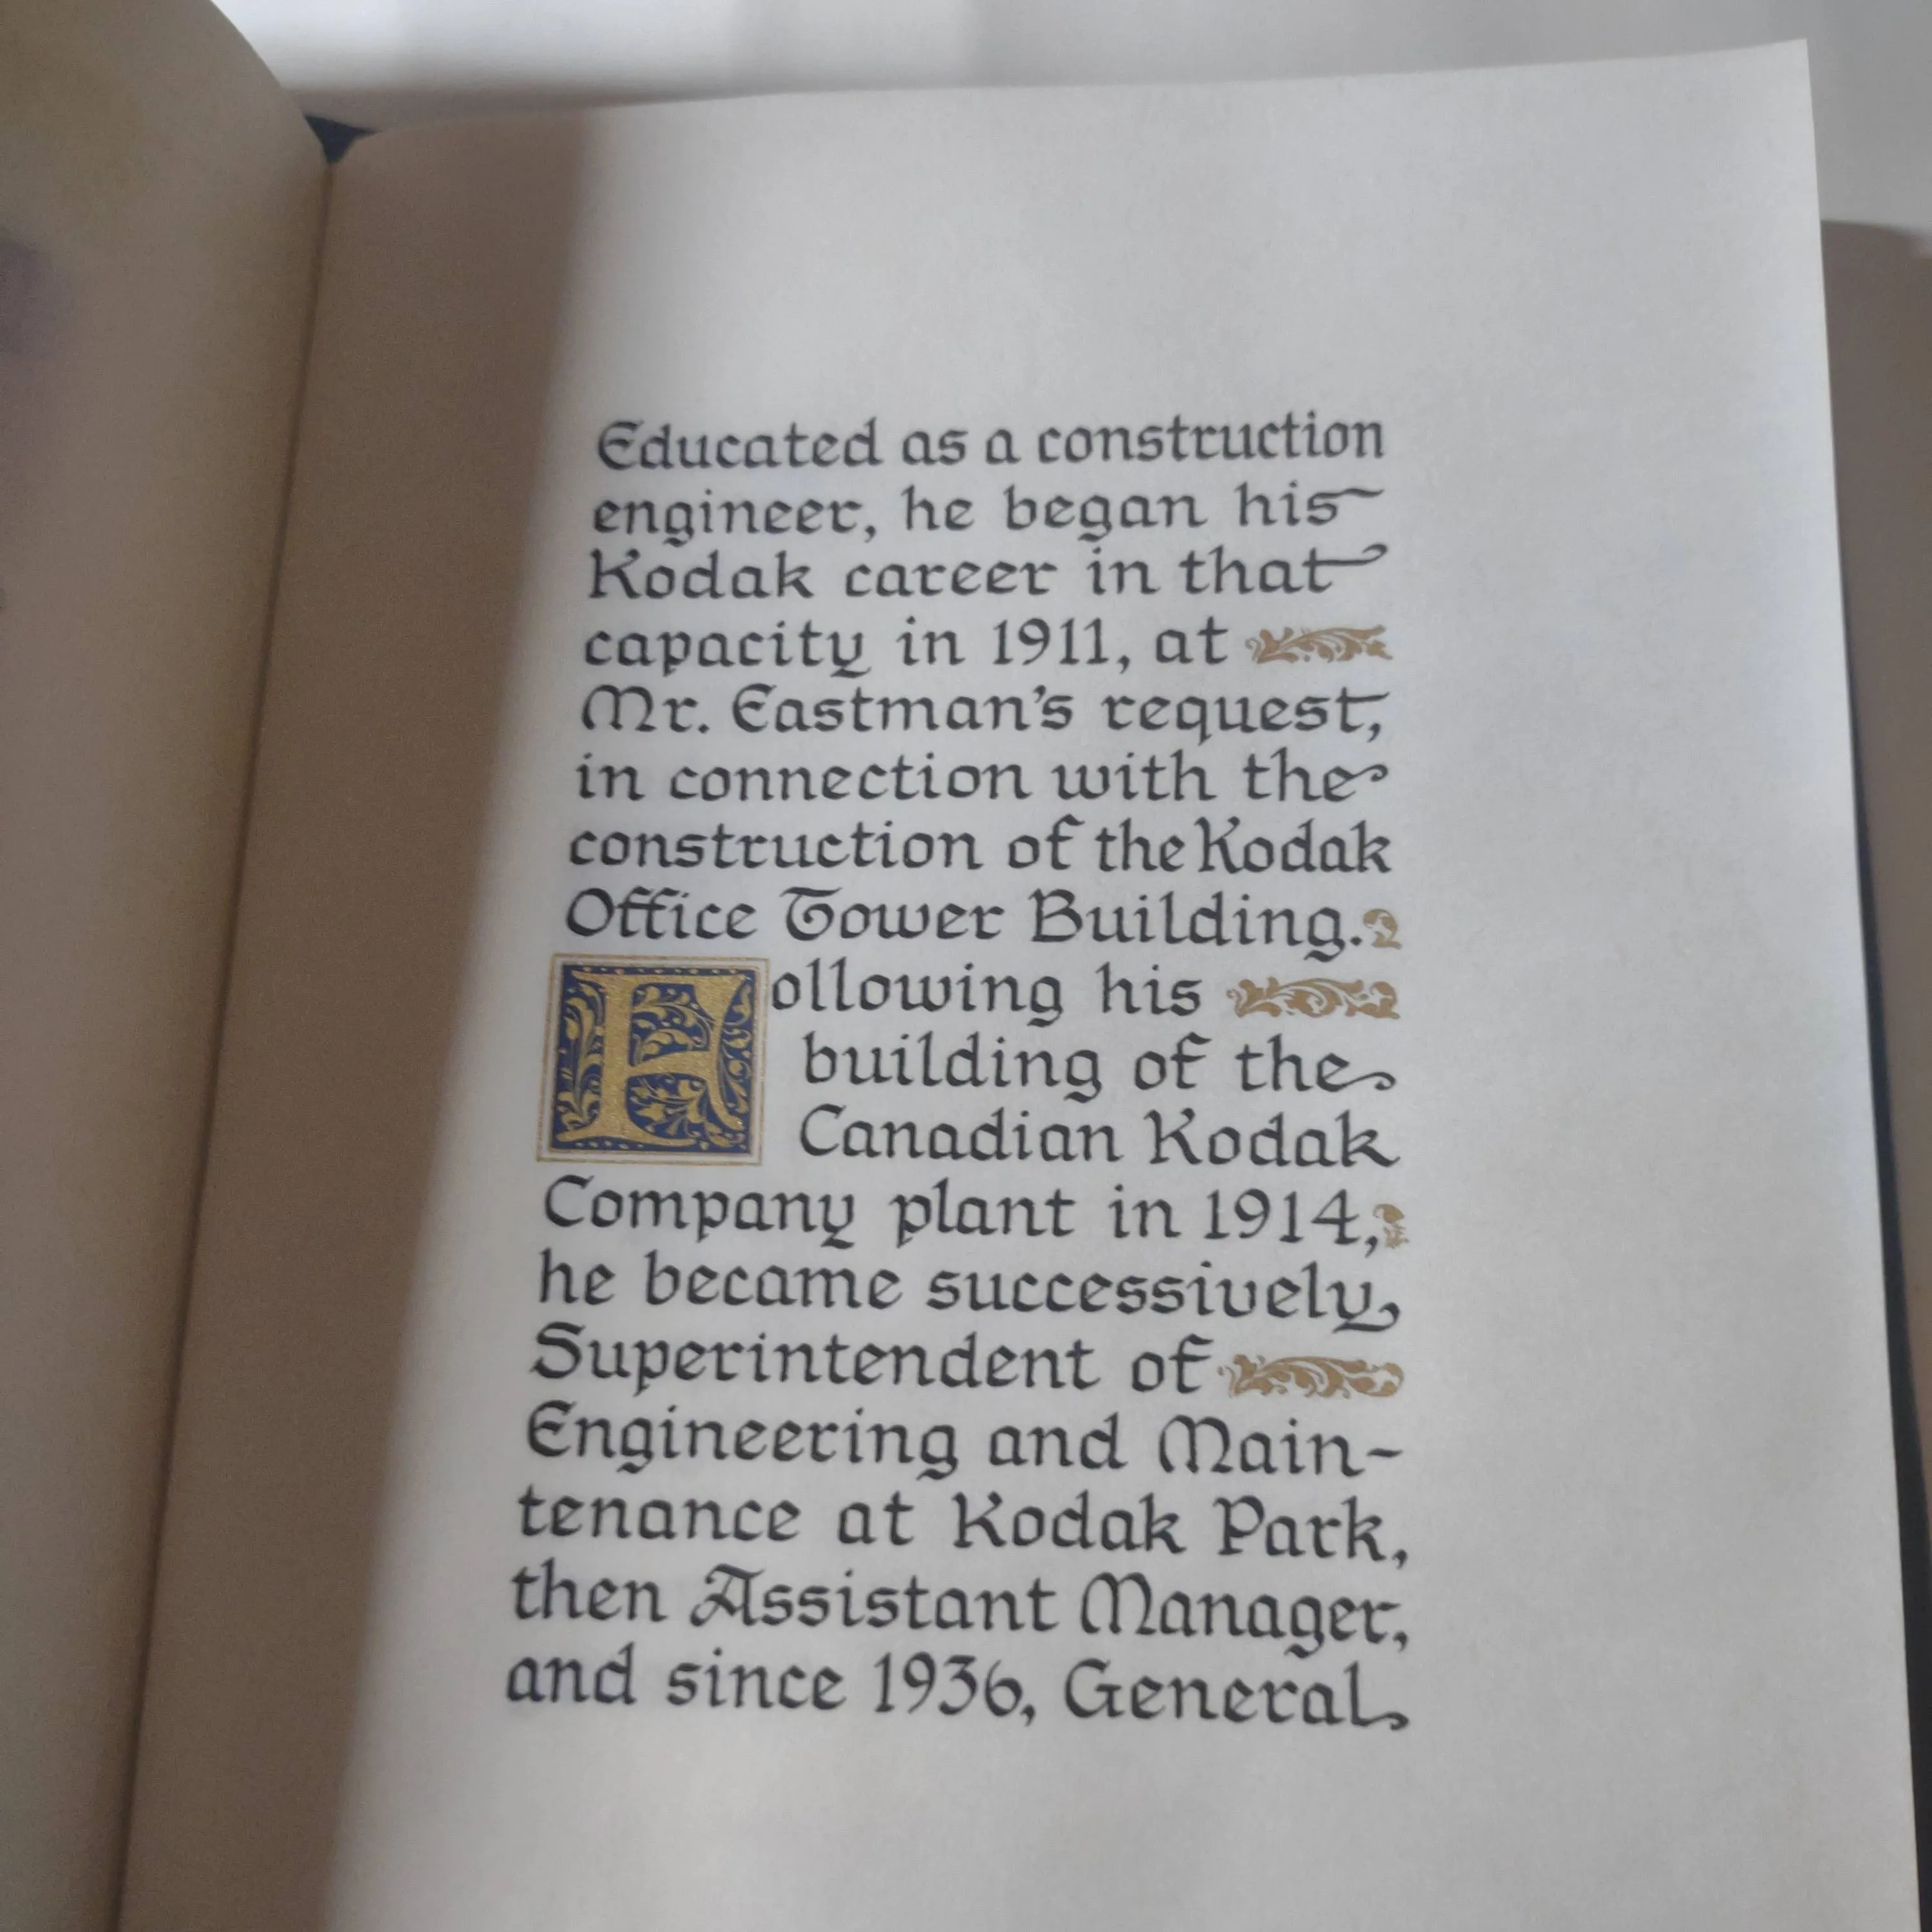 Educated as a construction
engineer, he began his
Kodak career in that
capacity in 1911, at
Mr. Eastman's request,
in connection with the
construction of the Kodak
Office Tower Building.
Following his
building of the
Canadian Kodak
Company plant in 1914,
he became successively,
Superintendent of
Engineering and Main-
tenance at Kodak Park,
then Assistant Manager,
and since 1936, General